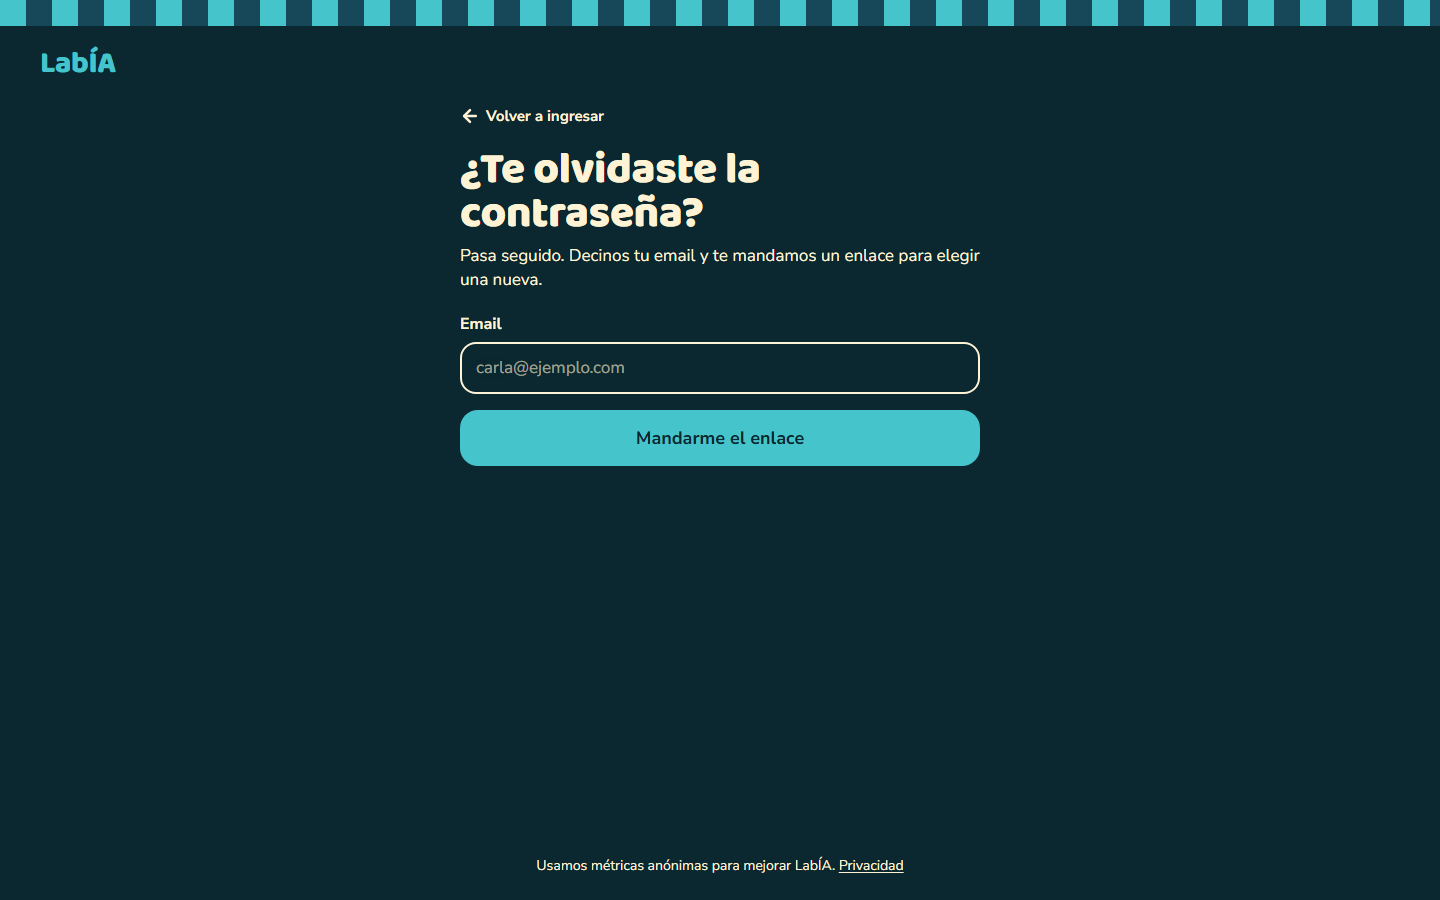 LabÍA
Volver a ingresar
¿Te olvidaste la
contraseña?
Pasa seguido. Decinos tu email y te mandamos un enlace para elegir
una nueva.
Email
carla@ejemplo.com
Mandarme el enlace
Usamos métricas anónimas para mejorar LabÍA. Privacidad